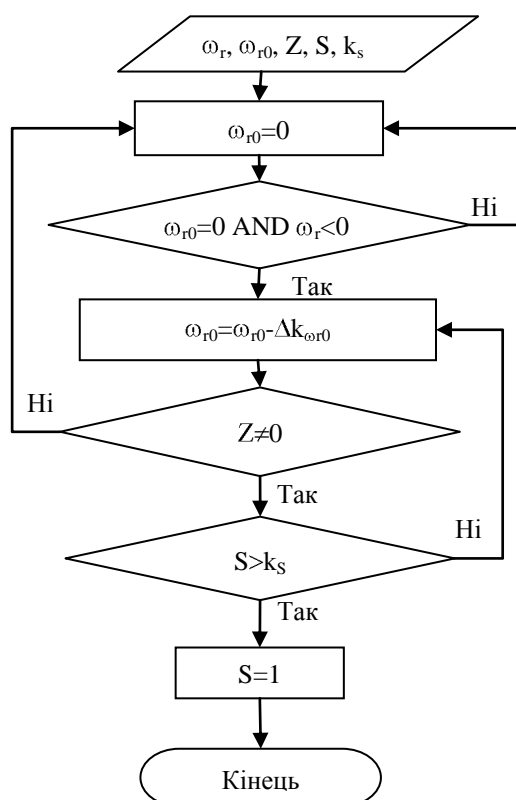 ωr, ωr0, Z, S, ks
ωr0=0
ωr0=0 AND ωr<0
Ні
Так
ωr0=ωr0-Δkωr0
Ні
Z≠0
Так
Ні
S>kS
Так
S=1
Кінець